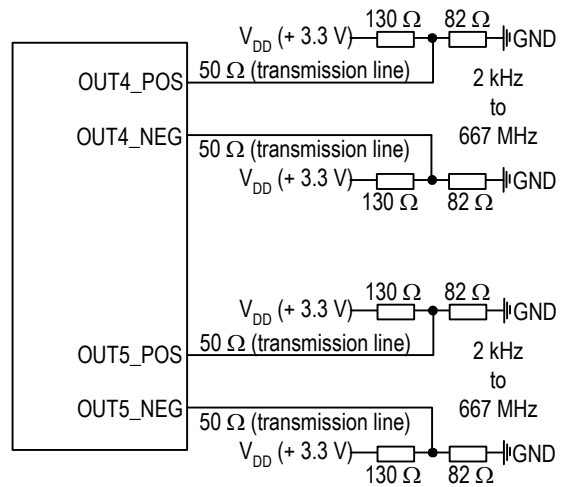 130 Ω 82 Ω
V_DD (+ 3.3 V) GND
OUT4_POS 50 Ω (transmission line) 2 kHz
to
OUT4_NEG 667 MHz
50 Ω (transmission line)
V_DD (+ 3.3 V) GND
130 Ω 82 Ω
130 Ω 82 Ω
V_DD (+ 3.3 V) GND
OUT5_POS 50 Ω (transmission line) 2 kHz
to
OUT5_NEG 667 MHz
50 Ω (transmission line)
V_DD (+ 3.3 V) GND
130 Ω 82 Ω